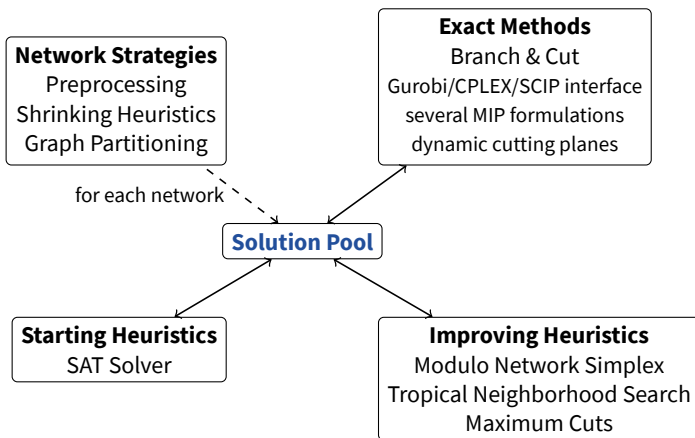 Network Strategies
Preprocessing
Shrinking Heuristics
Graph Partitioning
Exact Methods
Branch & Cut
Gurobi/CPLEX/SCIP interface
several MIP formulations
dynamic cutting planes
for each network
Solution Pool
Starting Heuristics
SAT Solver
Improving Heuristics
Modulo Network Simplex
Tropical Neighborhood Search
Maximum Cuts